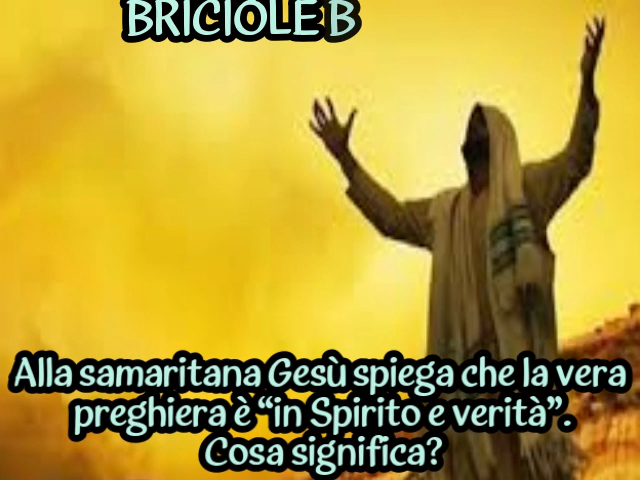 BRICIOLE B
Alla samaritana Gesù spiega che la vera
preghiera è “in Spirito e verità”.
Cosa significa?